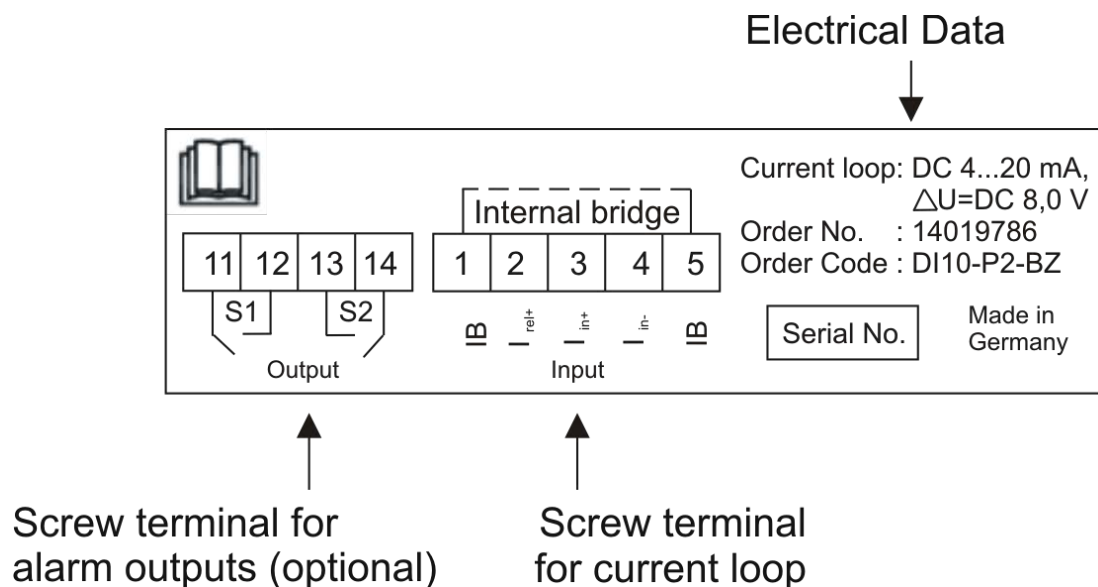 Electrical Data
Current loop: DC 4...20 mA,
△U=DC 8,0 V
Order No. : 14019786
Order Code : DI10-P2-BZ
Internal bridge
11 12 13 14
1 2 3 4 5
S1 S2
IB I rel+ I in+ I in- IB
Output
Input
Serial No.
Made in
Germany
Screw terminal for
alarm outputs (optional)
Screw terminal
for current loop